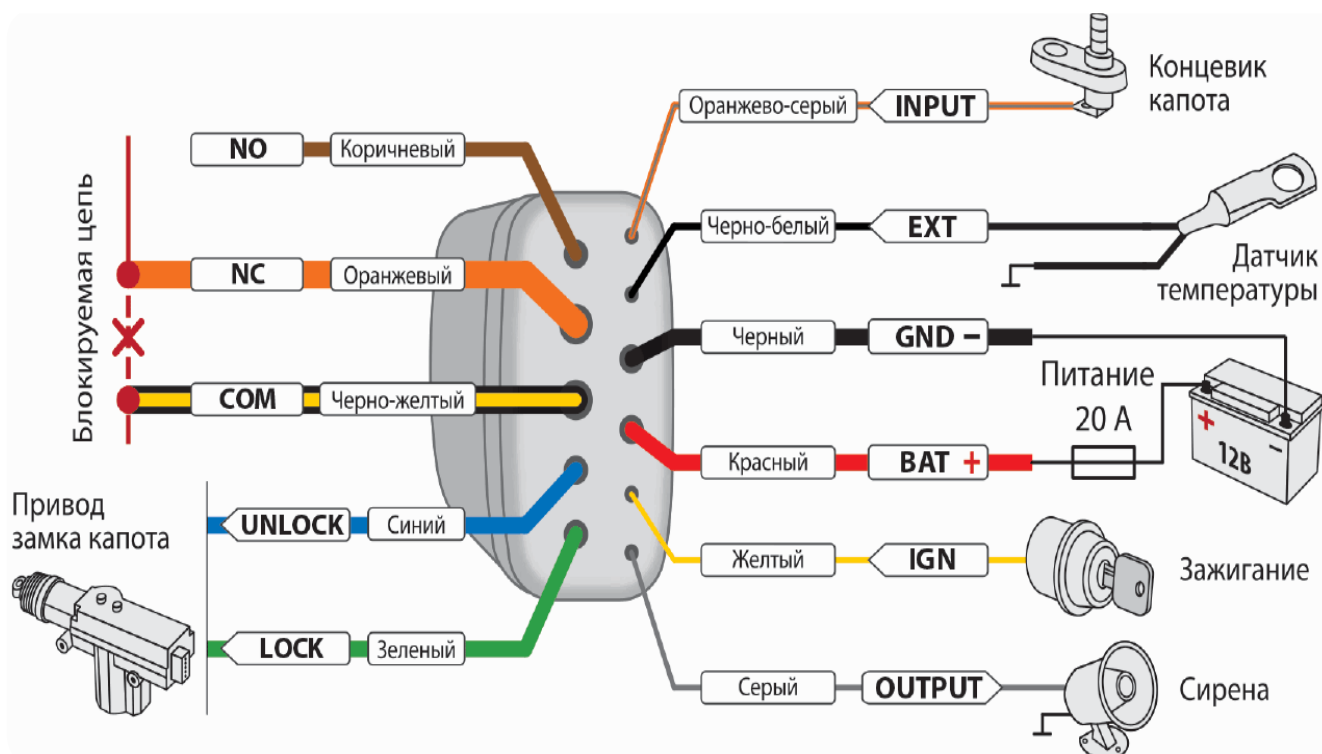 Блокируемая цепь
NO
Коричневый
NC
Оранжевый
COM
Черно-желтый
Привод
замка капота
UNLOCK
Синий
LOCK
Зеленый
Оранжево-серый
INPUT
Концевик
капота
Черно-белый
EXT
Датчик
температуры
Черный
GND −
Питание
20 А
Красный
BAT +
+
−
12В
Желтый
IGN
Зажигание
Серый
OUTPUT
Сирена